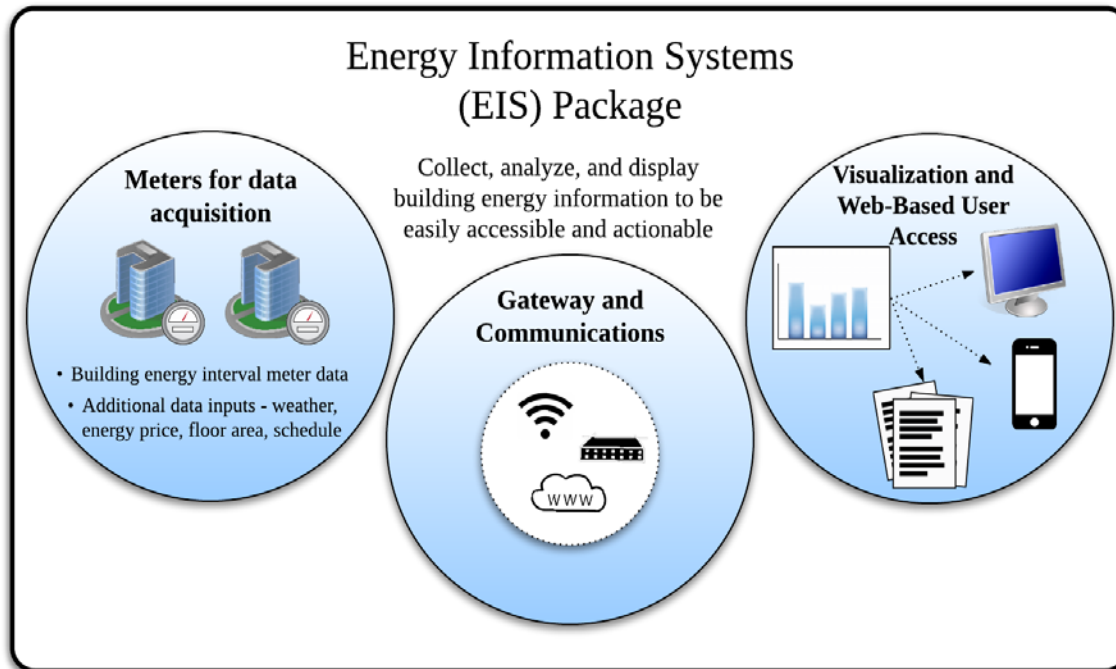 Energy Information Systems
(EIS) Package
Collect, analyze, and display
building energy information to be
easily accessible and actionable
Meters for data
acquisition
• Building energy interval meter data
• Additional data inputs - weather,
energy price, floor area, schedule
Gateway and
Communications
WWW
Visualization and
Web-Based User
Access